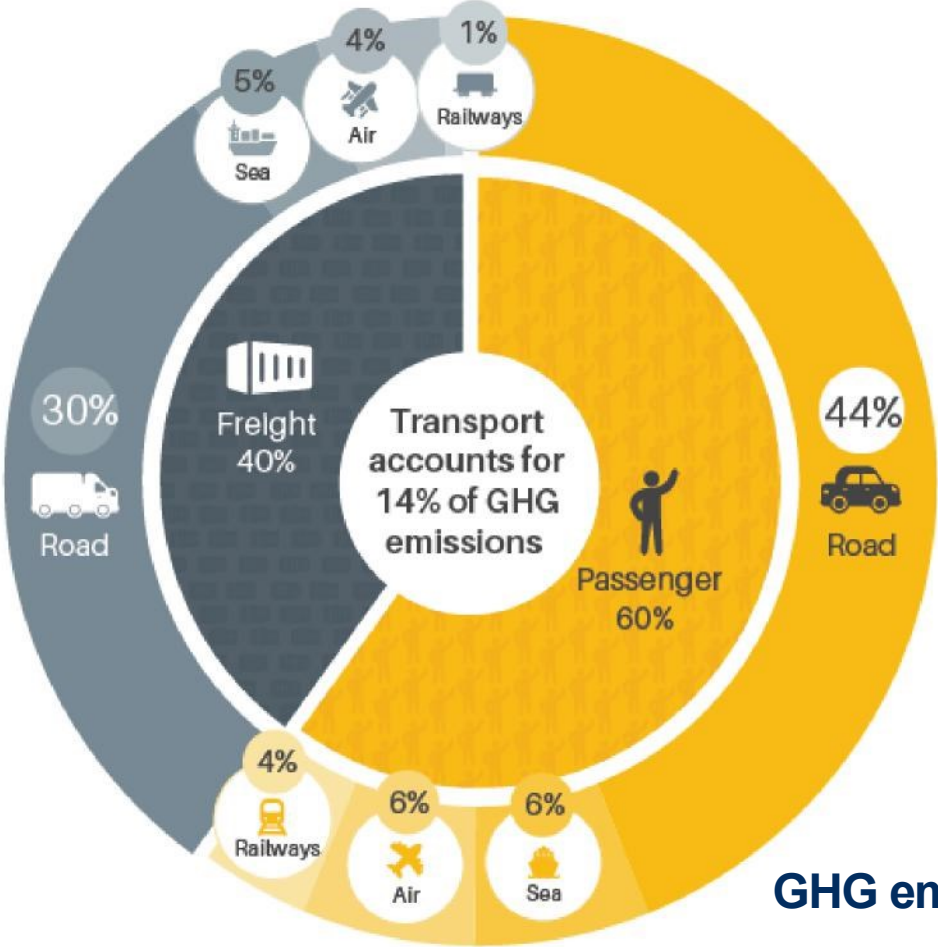 4%
1%
5%
Railways
Air
Sea
30%
Road
Freight
40%
Transport
accounts for
14% of GHG
emissions
44%
Road
Passenger
60%
4%
Railways
6%
Air
6%
Sea
GHG en